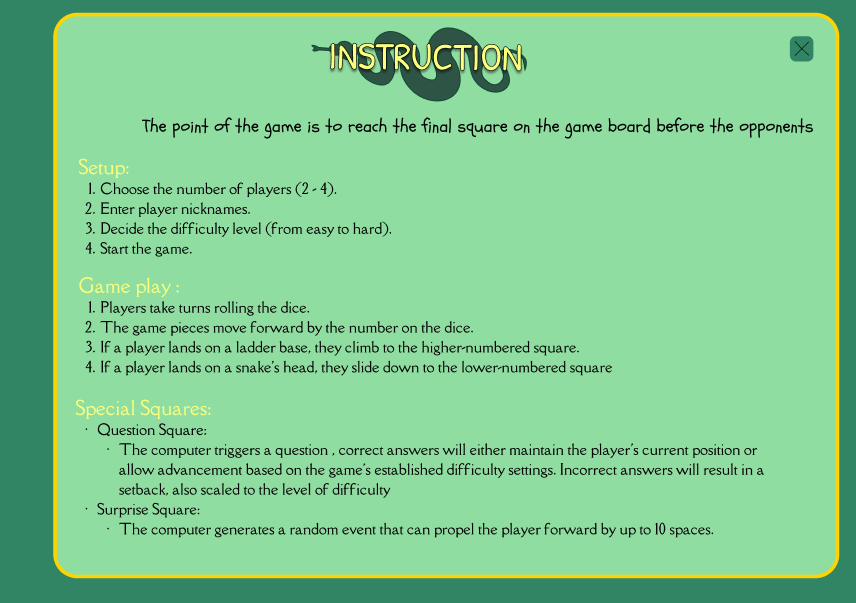 INSTRUCTION
The point of the game is to reach the final square on the game board before the opponents
Setup:
1. Choose the number of players (2 - 4).
2. Enter player nicknames.
3. Decide the difficulty level (from easy to hard).
4. Start the game.
Game play :
1. Players take turns rolling the dice.
2. The game pieces move forward by the number on the dice.
3. If a player lands on a ladder base, they climb to the higher-numbered square.
4. If a player lands on a snake's head, they slide down to the lower-numbered square
Special Squares:
· Question Square:
· The computer triggers a question , correct answers will either maintain the player's current position or
allow advancement based on the game's established difficulty settings. Incorrect answers will result in a
setback, also scaled to the level of difficulty
· Surprise Square:
· The computer generates a random event that can propel the player forward by up to 10 spaces.